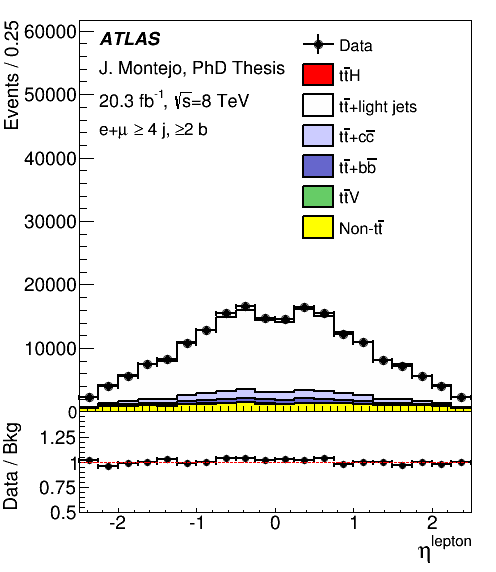 ATLAS
J. Montejo, PhD Thesis
20.3 fb⁻¹, √s=8 TeV
e+μ ≥ 4 j, ≥2 b
Data
tt̄H
tt̄+light jets
tt̄+cc̄
tt̄+bb̄
tt̄V
Non-tt̄
Events / 0.25
60000
50000
40000
30000
20000
10000
0
Data / Bkg
1.25
1
0.75
0.5
-2 -1 0 1 2
η^lepton